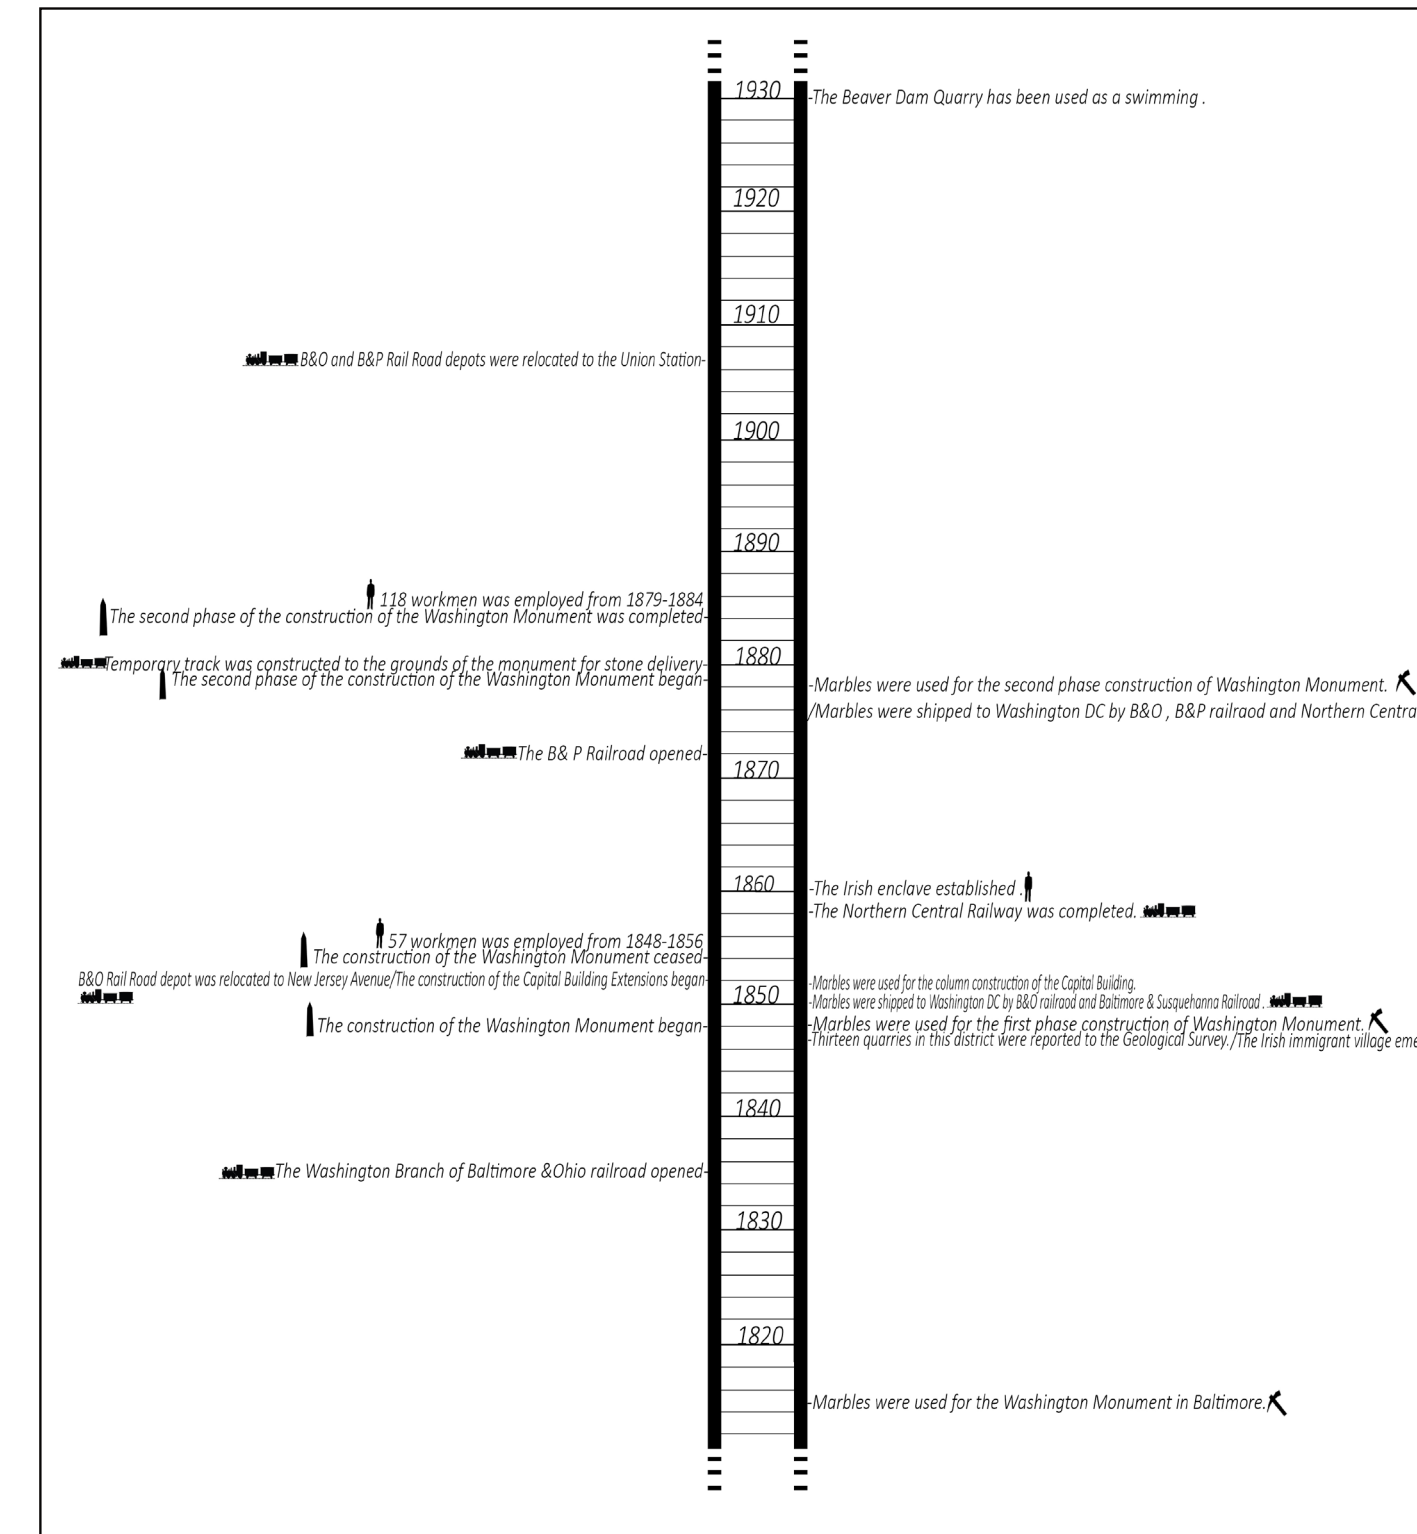 1930
-The Beaver Dam Quarry has been used as a swimming .
1920
1910
B&O and B&P Rail Road depots were relocated to the Union Station-
1900
1890
118 workmen was employed from 1879-1884
The second phase of the construction of the Washington Monument was completed-
1880
Temporary track was constructed to the grounds of the monument for stone delivery-
The second phase of the construction of the Washington Monument began-
-Marbles were used for the second phase construction of Washington Monument.
/Marbles were shipped to Washington DC by B&O , B&P railraod and Northern Centra
The B& P Railroad opened-
1870
1860
-The Irish enclave established .
-The Northern Central Railway was completed.
57 workmen was employed from 1848-1856
The construction of the Washington Monument ceased-
B&O Rail Road depot was relocated to New Jersey Avenue/The construction of the Capital Building Extensions began-
-Marbles were used for the column construction of the Capital Building.
1850
-Marbles were shipped to Washington DC by B&O railraod and Baltimore & Susquehanna Railroad .
The construction of the Washington Monument began-
-Marbles were used for the first phase construction of Washington Monument.
-Thirteen quarries in this district were reported to the Geological Survey./The Irish immigrant village eme
1840
The Washington Branch of Baltimore &Ohio railroad opened-
1830
1820
-Marbles were used for the Washington Monument in Baltimore.